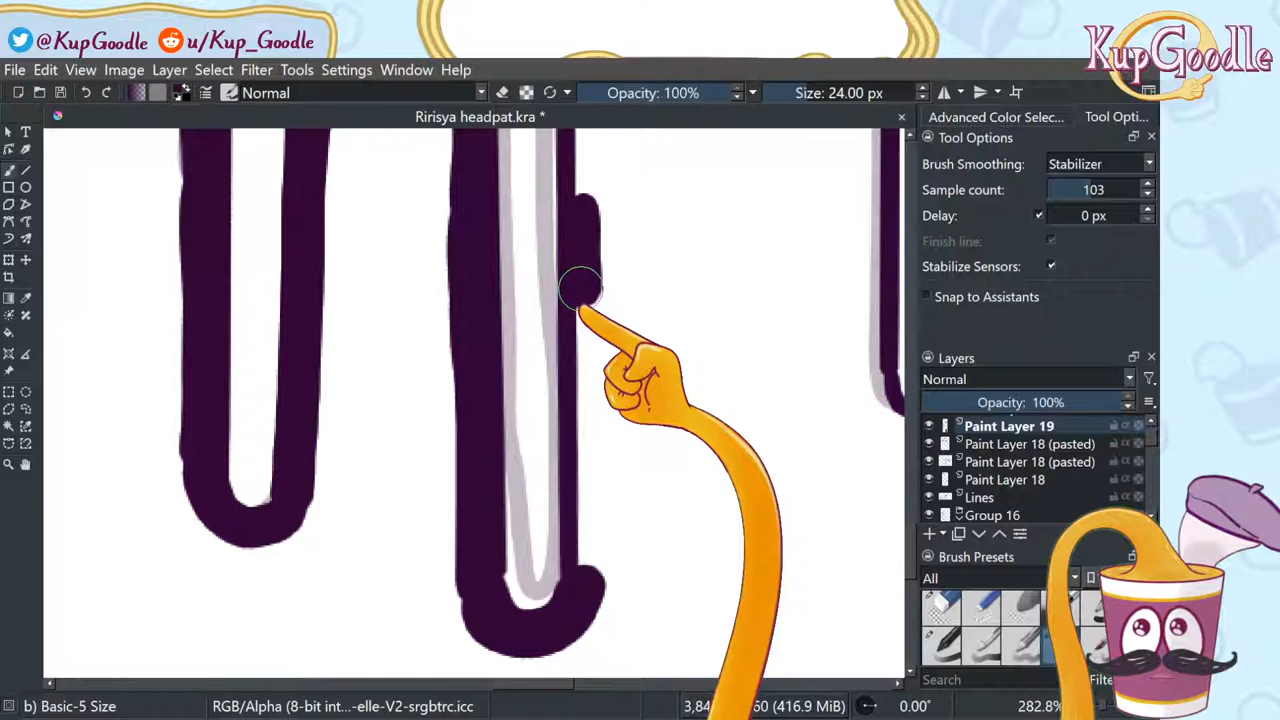 @KupGoodle u/Kup_Goodle
KupGoodle
File Edit View Image Layer Select Filter Tools Settings Window Help
Normal Opacity: 100% Size: 24.00 px
Ririsya headpat.kra *
Advanced Color Selec... Tool Opti...
Tool Options
Brush Smoothing: Stabilizer
Sample count: 103
Delay: 0 px
Finish line:
Stabilize Sensors:
Snap to Assistants
Layers
Normal
Opacity: 100%
Paint Layer 19
Paint Layer 18 (pasted)
Paint Layer 18 (pasted)
Paint Layer 18
Lines
Group 16
Brush Presets
All
Search
b) Basic-5 Size RGB/Alpha (8-bit int...-elle-V2-srgbtrc.icc (416.9 MiB) 0.00° 282.8%